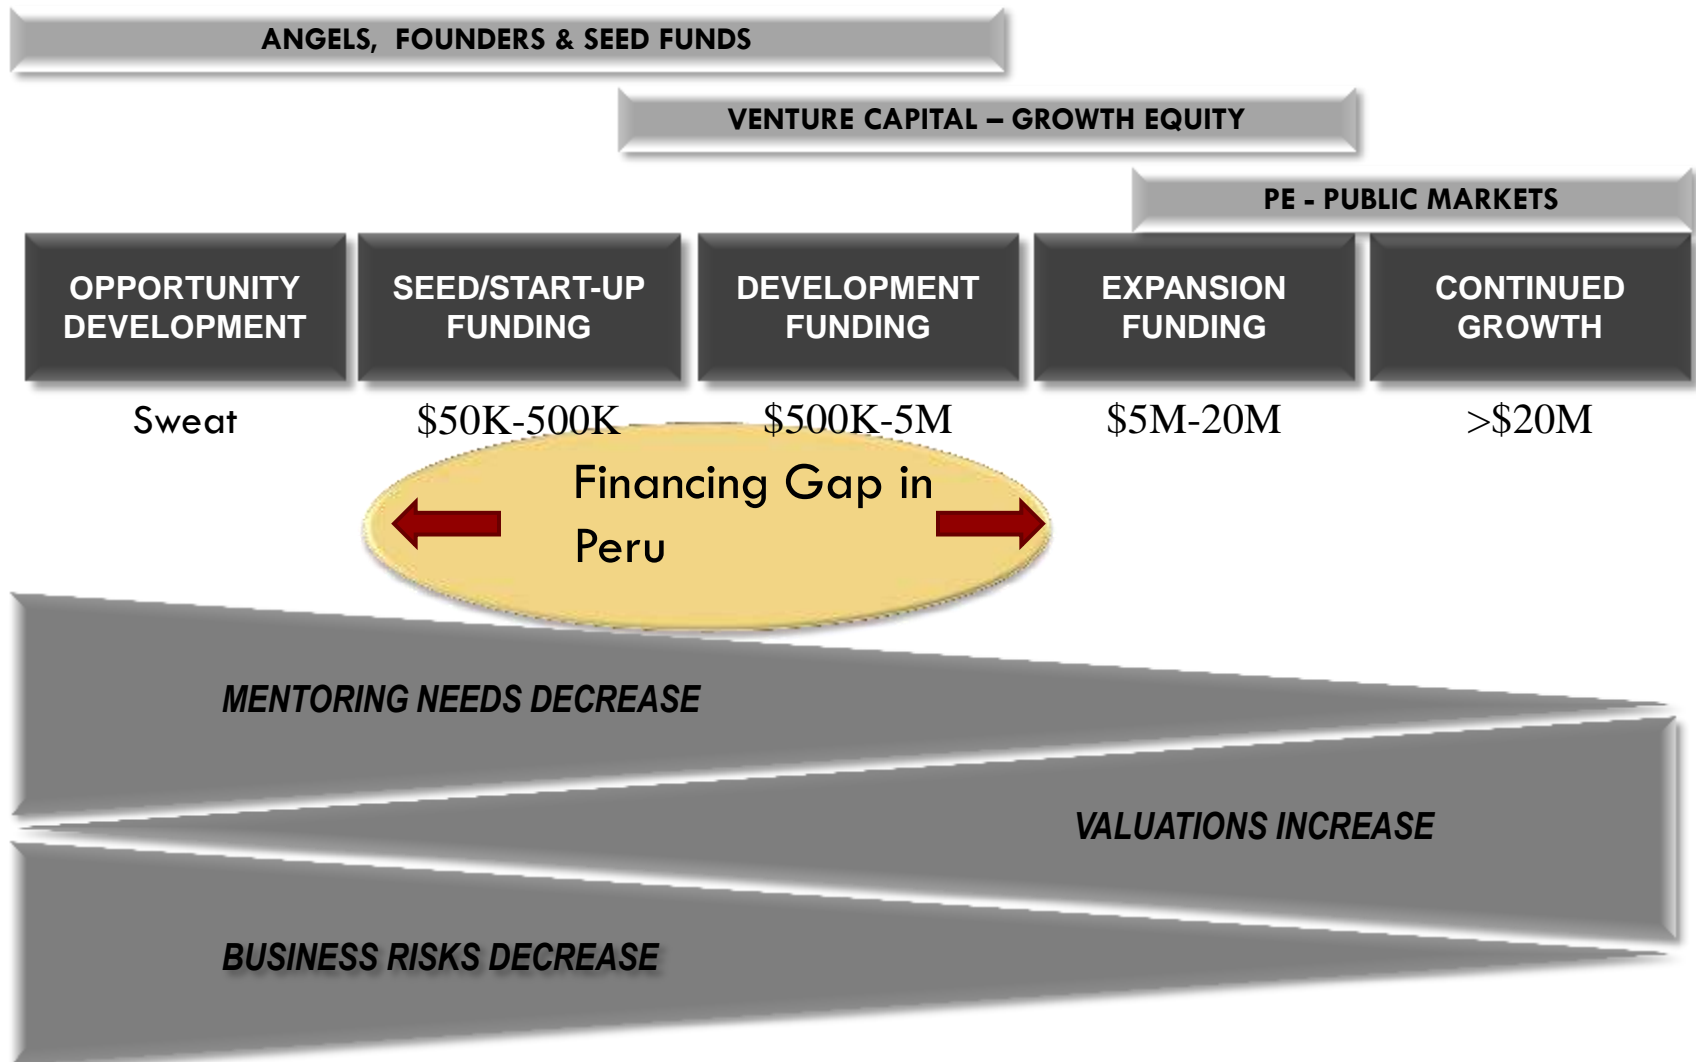 ANGELS, FOUNDERS & SEED FUNDS
VENTURE CAPITAL – GROWTH EQUITY
PE - PUBLIC MARKETS
OPPORTUNITY
DEVELOPMENT
SEED/START-UP
FUNDING
DEVELOPMENT
FUNDING
EXPANSION
FUNDING
CONTINUED
GROWTH
Sweat
$50K-500K
$500K-5M
$5M-20M
>$20M
Financing Gap in
Peru
MENTORING NEEDS DECREASE
VALUATIONS INCREASE
BUSINESS RISKS DECREASE